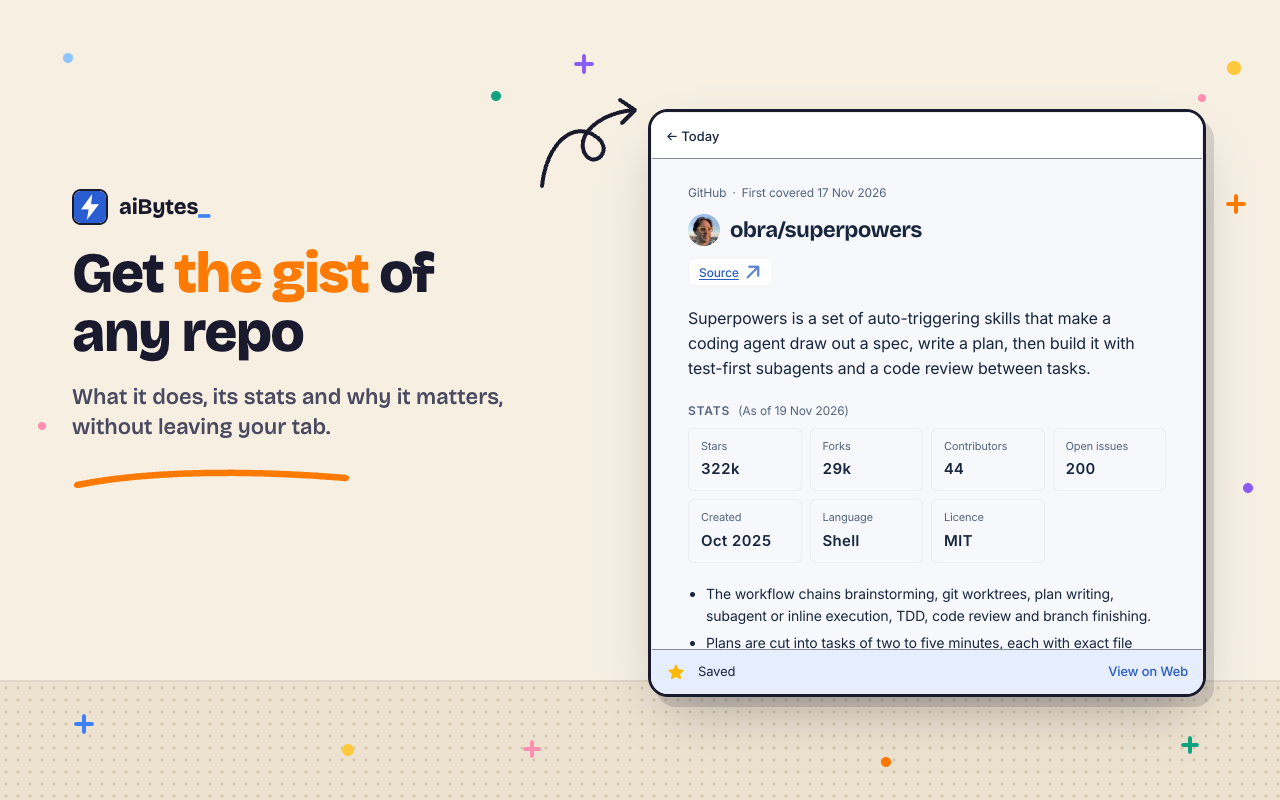 aiBytes_
Get the gist of
any repo
What it does, its stats and why it matters,
without leaving your tab.
← Today
GitHub · First covered 17 Nov 2026
obra/superpowers
Source
Superpowers is a set of auto-triggering skills that make a
coding agent draw out a spec, write a plan, then build it with
test-first subagents and a code review between tasks.
STATS (As of 19 Nov 2026)
Stars Forks Contributors Open issues
322k 29k 44 200
Created Language Licence
Oct 2025 Shell MIT
• The workflow chains brainstorming, git worktrees, plan writing,
subagent or inline execution, TDD, code review and branch finishing.
• Plans are cut into tasks of two to five minutes, each with exact file
Saved
View on Web